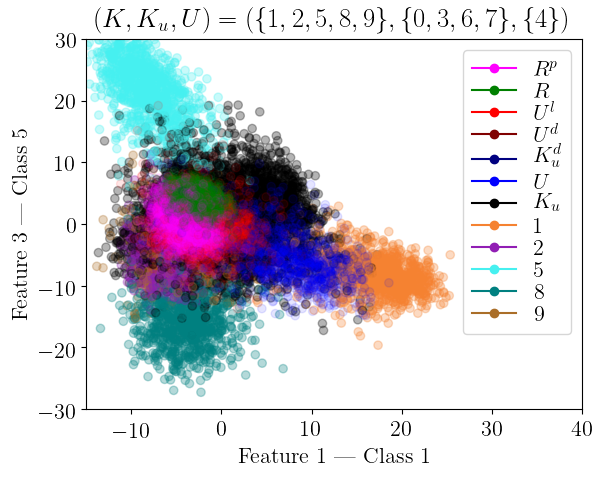 (K, K_u, U) = ({1, 2, 5, 8, 9}, {0, 3, 6, 7}, {4})
30
20
10
0
−10
−20
−30
−10
0
10
20
30
40
Feature 3 — Class 5
Feature 1 — Class 1
R^p
R
U^l
U^d
K_u^d
U
K_u
1
2
5
8
9